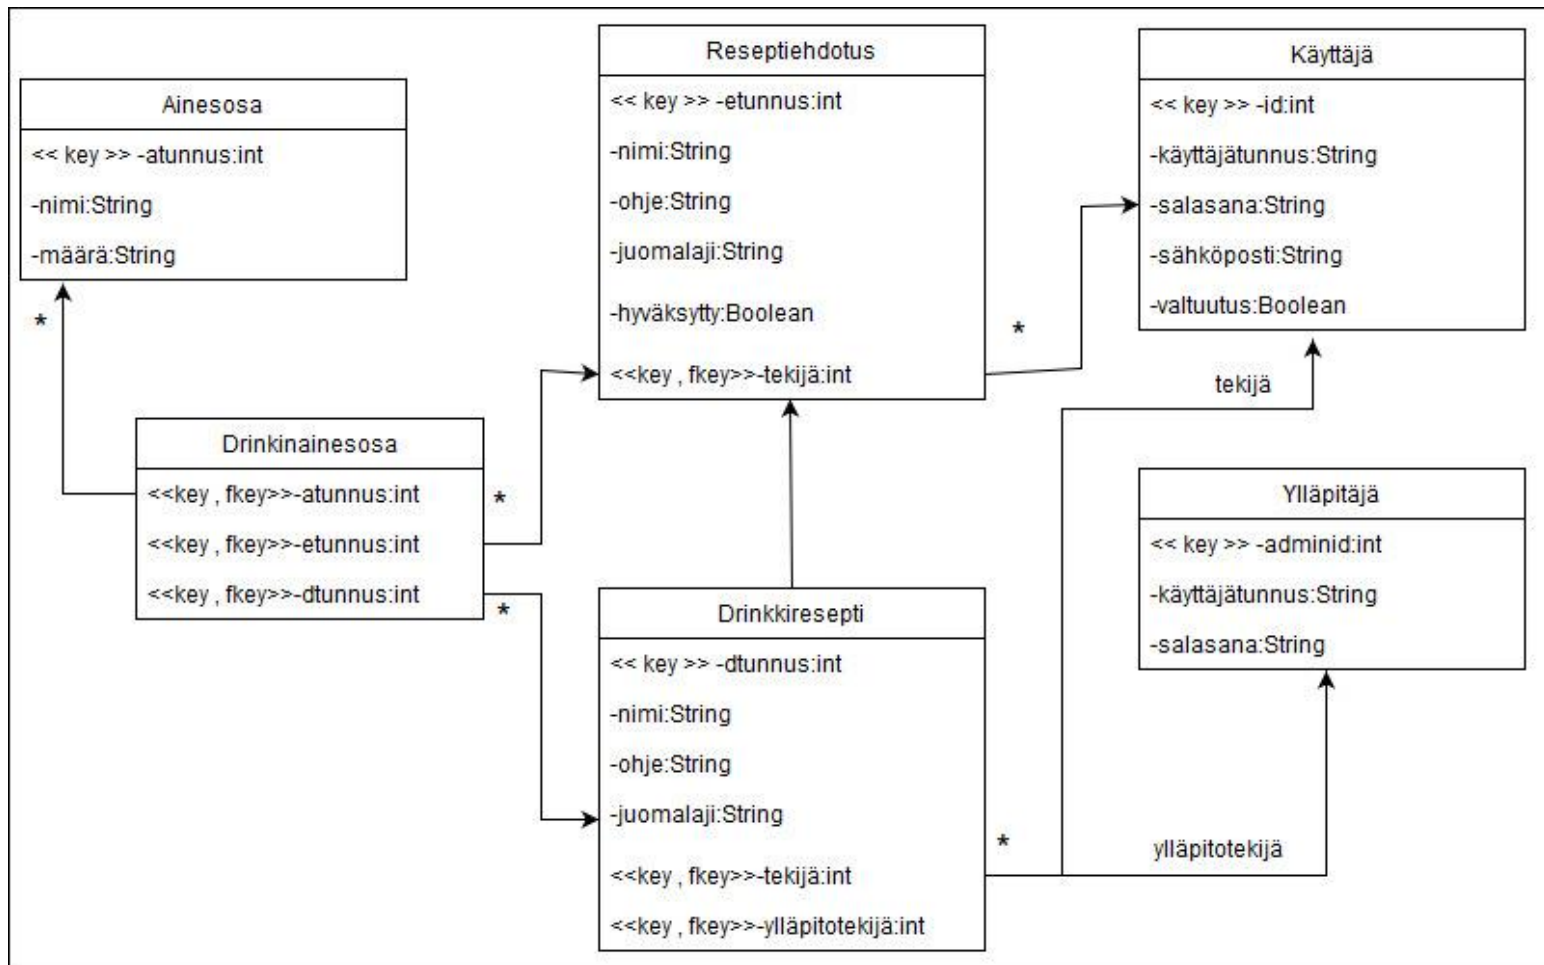 Ainesosa
<< key >> -atunnus:int
-nimi:String
-määrä:String
*
Reseptiehdotus
<< key >> -etunnus:int
-nimi:String
-ohje:String
-juomalaji:String
-hyväksytty:Boolean
<<key , fkey>>-tekijä:int
*
Käyttäjä
<< key >> -id:int
-käyttäjätunnus:String
-salasana:String
-sähköposti:String
-valtuutus:Boolean
tekijä
Drinkinainesosa
<<key , fkey>>-atunnus:int
<<key , fkey>>-etunnus:int
<<key , fkey>>-dtunnus:int
*
*
Drinkkiresepti
<< key >> -dtunnus:int
-nimi:String
-ohje:String
-juomalaji:String
<<key , fkey>>-tekijä:int
<<key , fkey>>-ylläpitotekijä:int
*
ylläpitotekijä
Ylläpitäjä
<< key >> -adminid:int
-käyttäjätunnus:String
-salasana:String